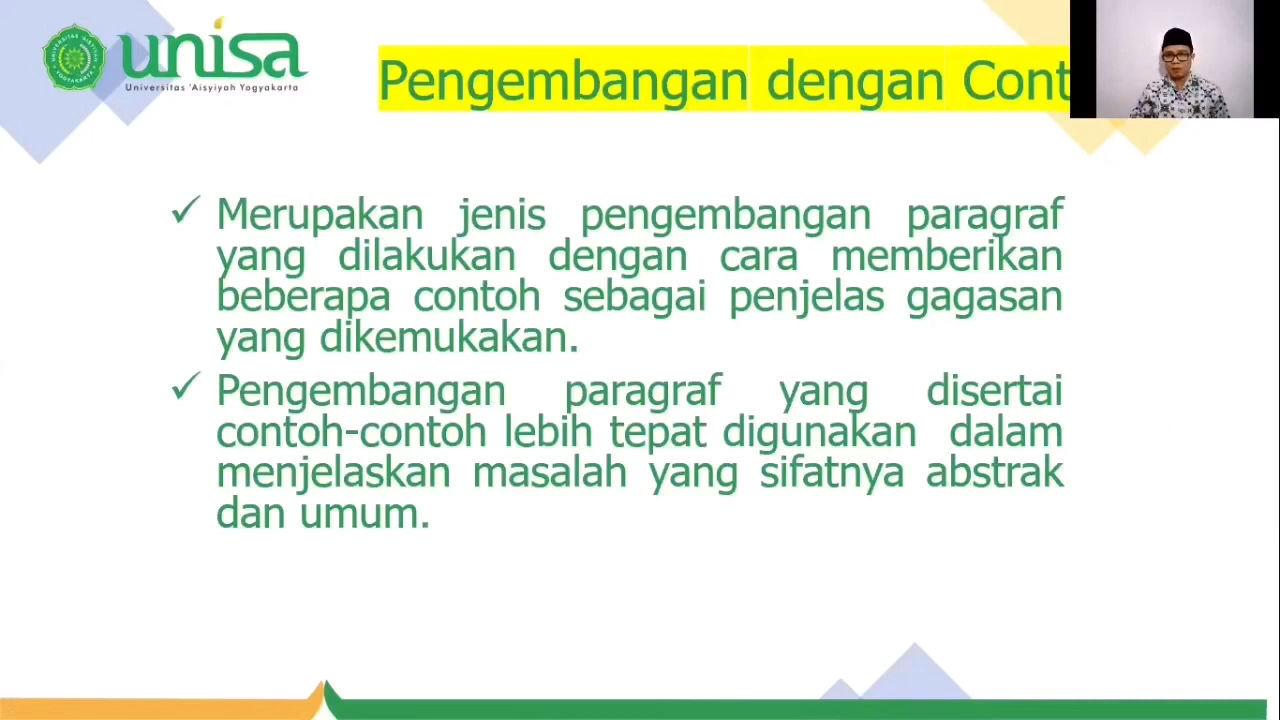 unisa
Universitas 'Aisyiyah Yogyakarta
Pengembangan dengan Cont
✓ Merupakan jenis pengembangan paragraf
yang dilakukan dengan cara memberikan
beberapa contoh sebagai penjelas gagasan
yang dikemukakan.
✓ Pengembangan paragraf yang disertai
contoh-contoh lebih tepat digunakan dalam
menjelaskan masalah yang sifatnya abstrak
dan umum.